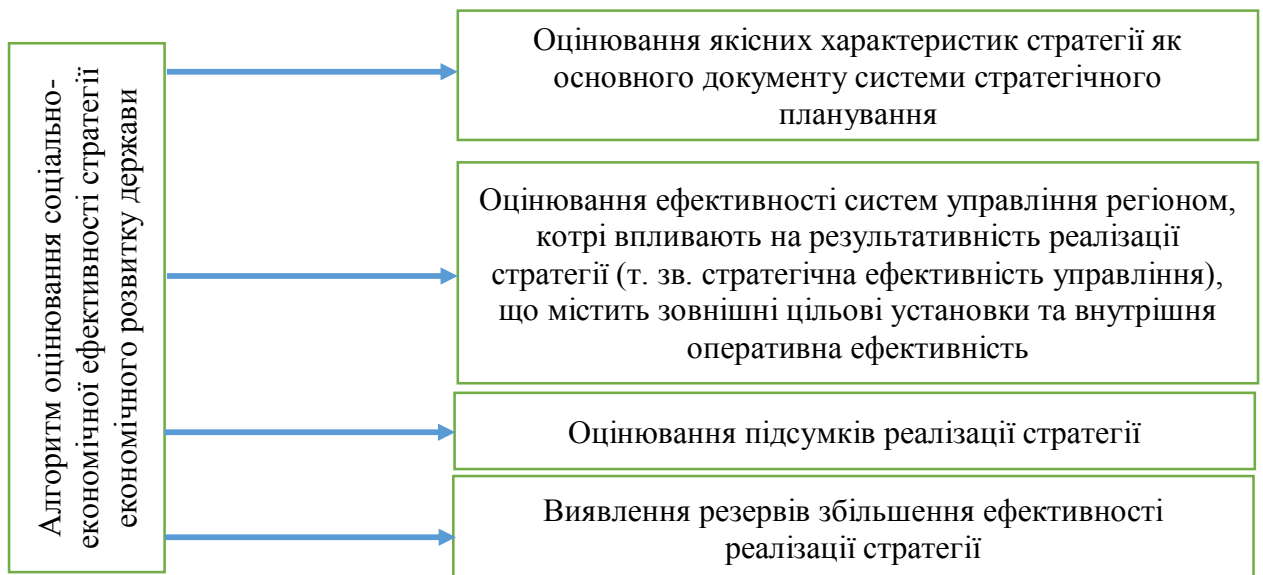 Алгоритм оцінювання соціально-
економічної ефективності стратегії
економічного розвитку держави
Оцінювання якісних характеристик стратегії як
основного документу системи стратегічного
планування
Оцінювання ефективності систем управління регіоном,
котрі впливають на результативність реалізації
стратегії (т. зв. стратегічна ефективність управління),
що містить зовнішні цільові установки та внутрішня
оперативна ефективність
Оцінювання підсумків реалізації стратегії
Виявлення резервів збільшення ефективності
реалізації стратегії